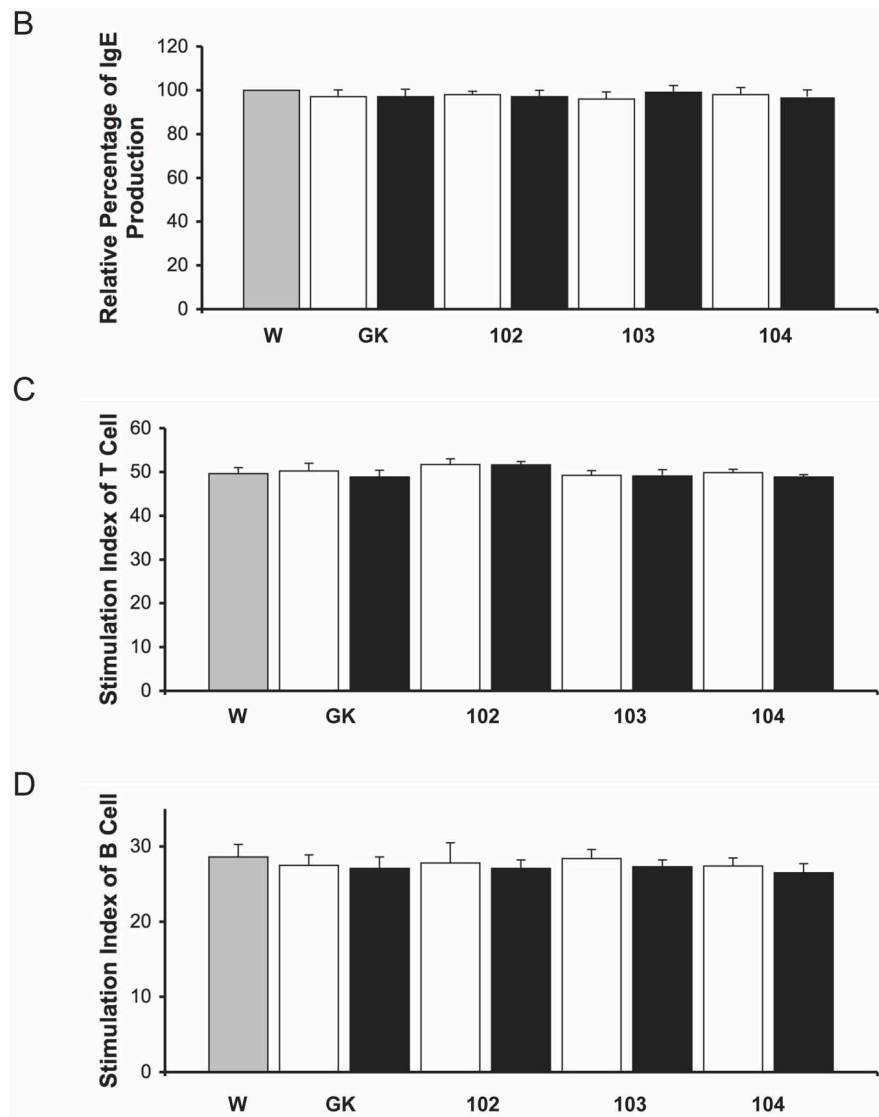 B
Relative Percentage of IgE
Production
120
100
80
60
40
20
0
W GK 102 103 104
C
Stimulation Index of T Cell
60
50
40
30
20
10
0
W GK 102 103 104
D
Stimulation Index of B Cell
30
20
10
0
W GK 102 103 104